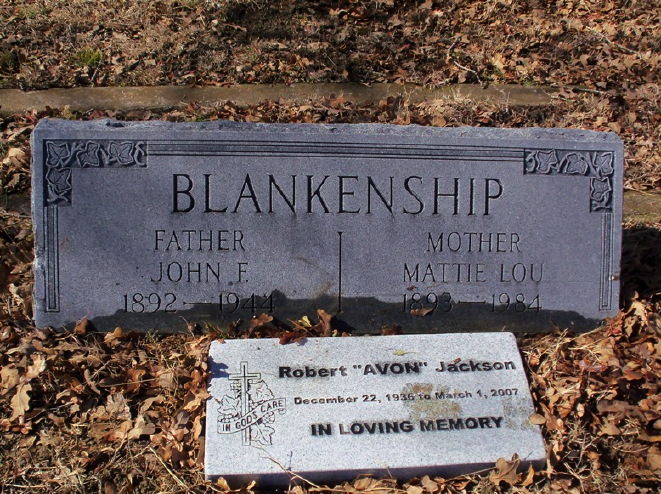 BLANKENSHIP
FATHER
JOHN F.
1892 — 1944
MOTHER
MATTIE LOU
1893 — 1984
Robert "AVON" Jackson
December 22, 1936 to March 1, 2007
IN GOD'S CARE
IN LOVING MEMORY